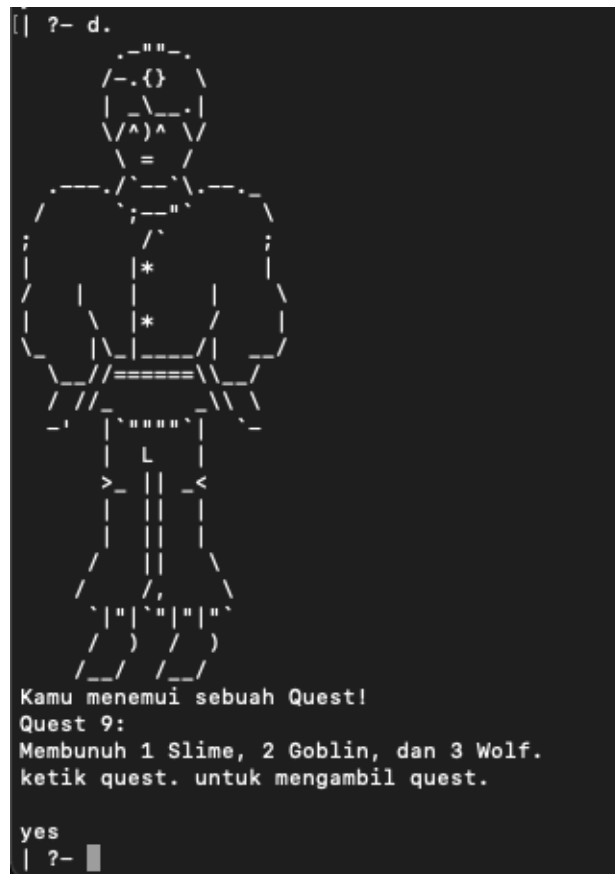 | ?- d.
Kamu menemui sebuah Quest!
Quest 9:
Membunuh 1 Slime, 2 Goblin, dan 3 Wolf.
ketik quest. untuk mengambil quest.
yes
| ?-